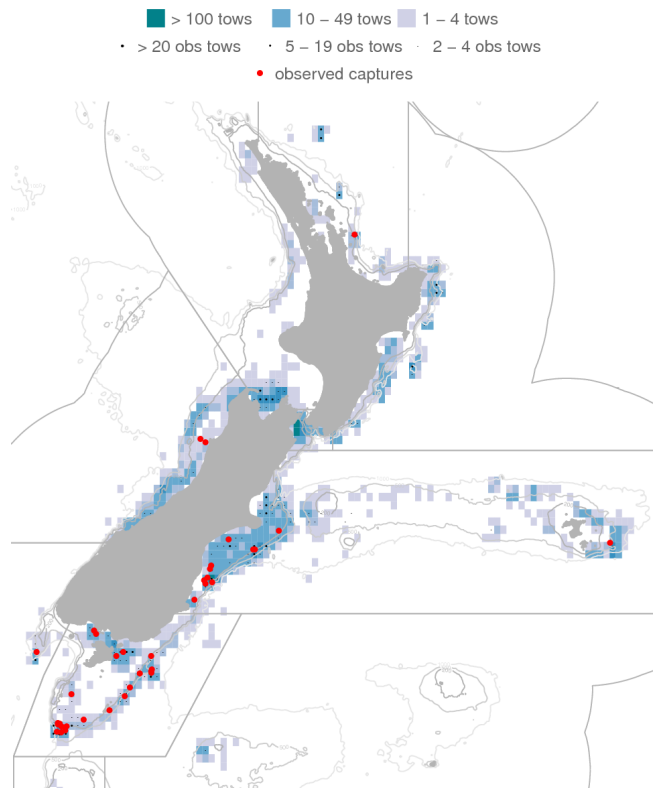 > 100 tows 10 − 49 tows 1 − 4 tows
> 20 obs tows 5 − 19 obs tows 2 − 4 obs tows
observed captures